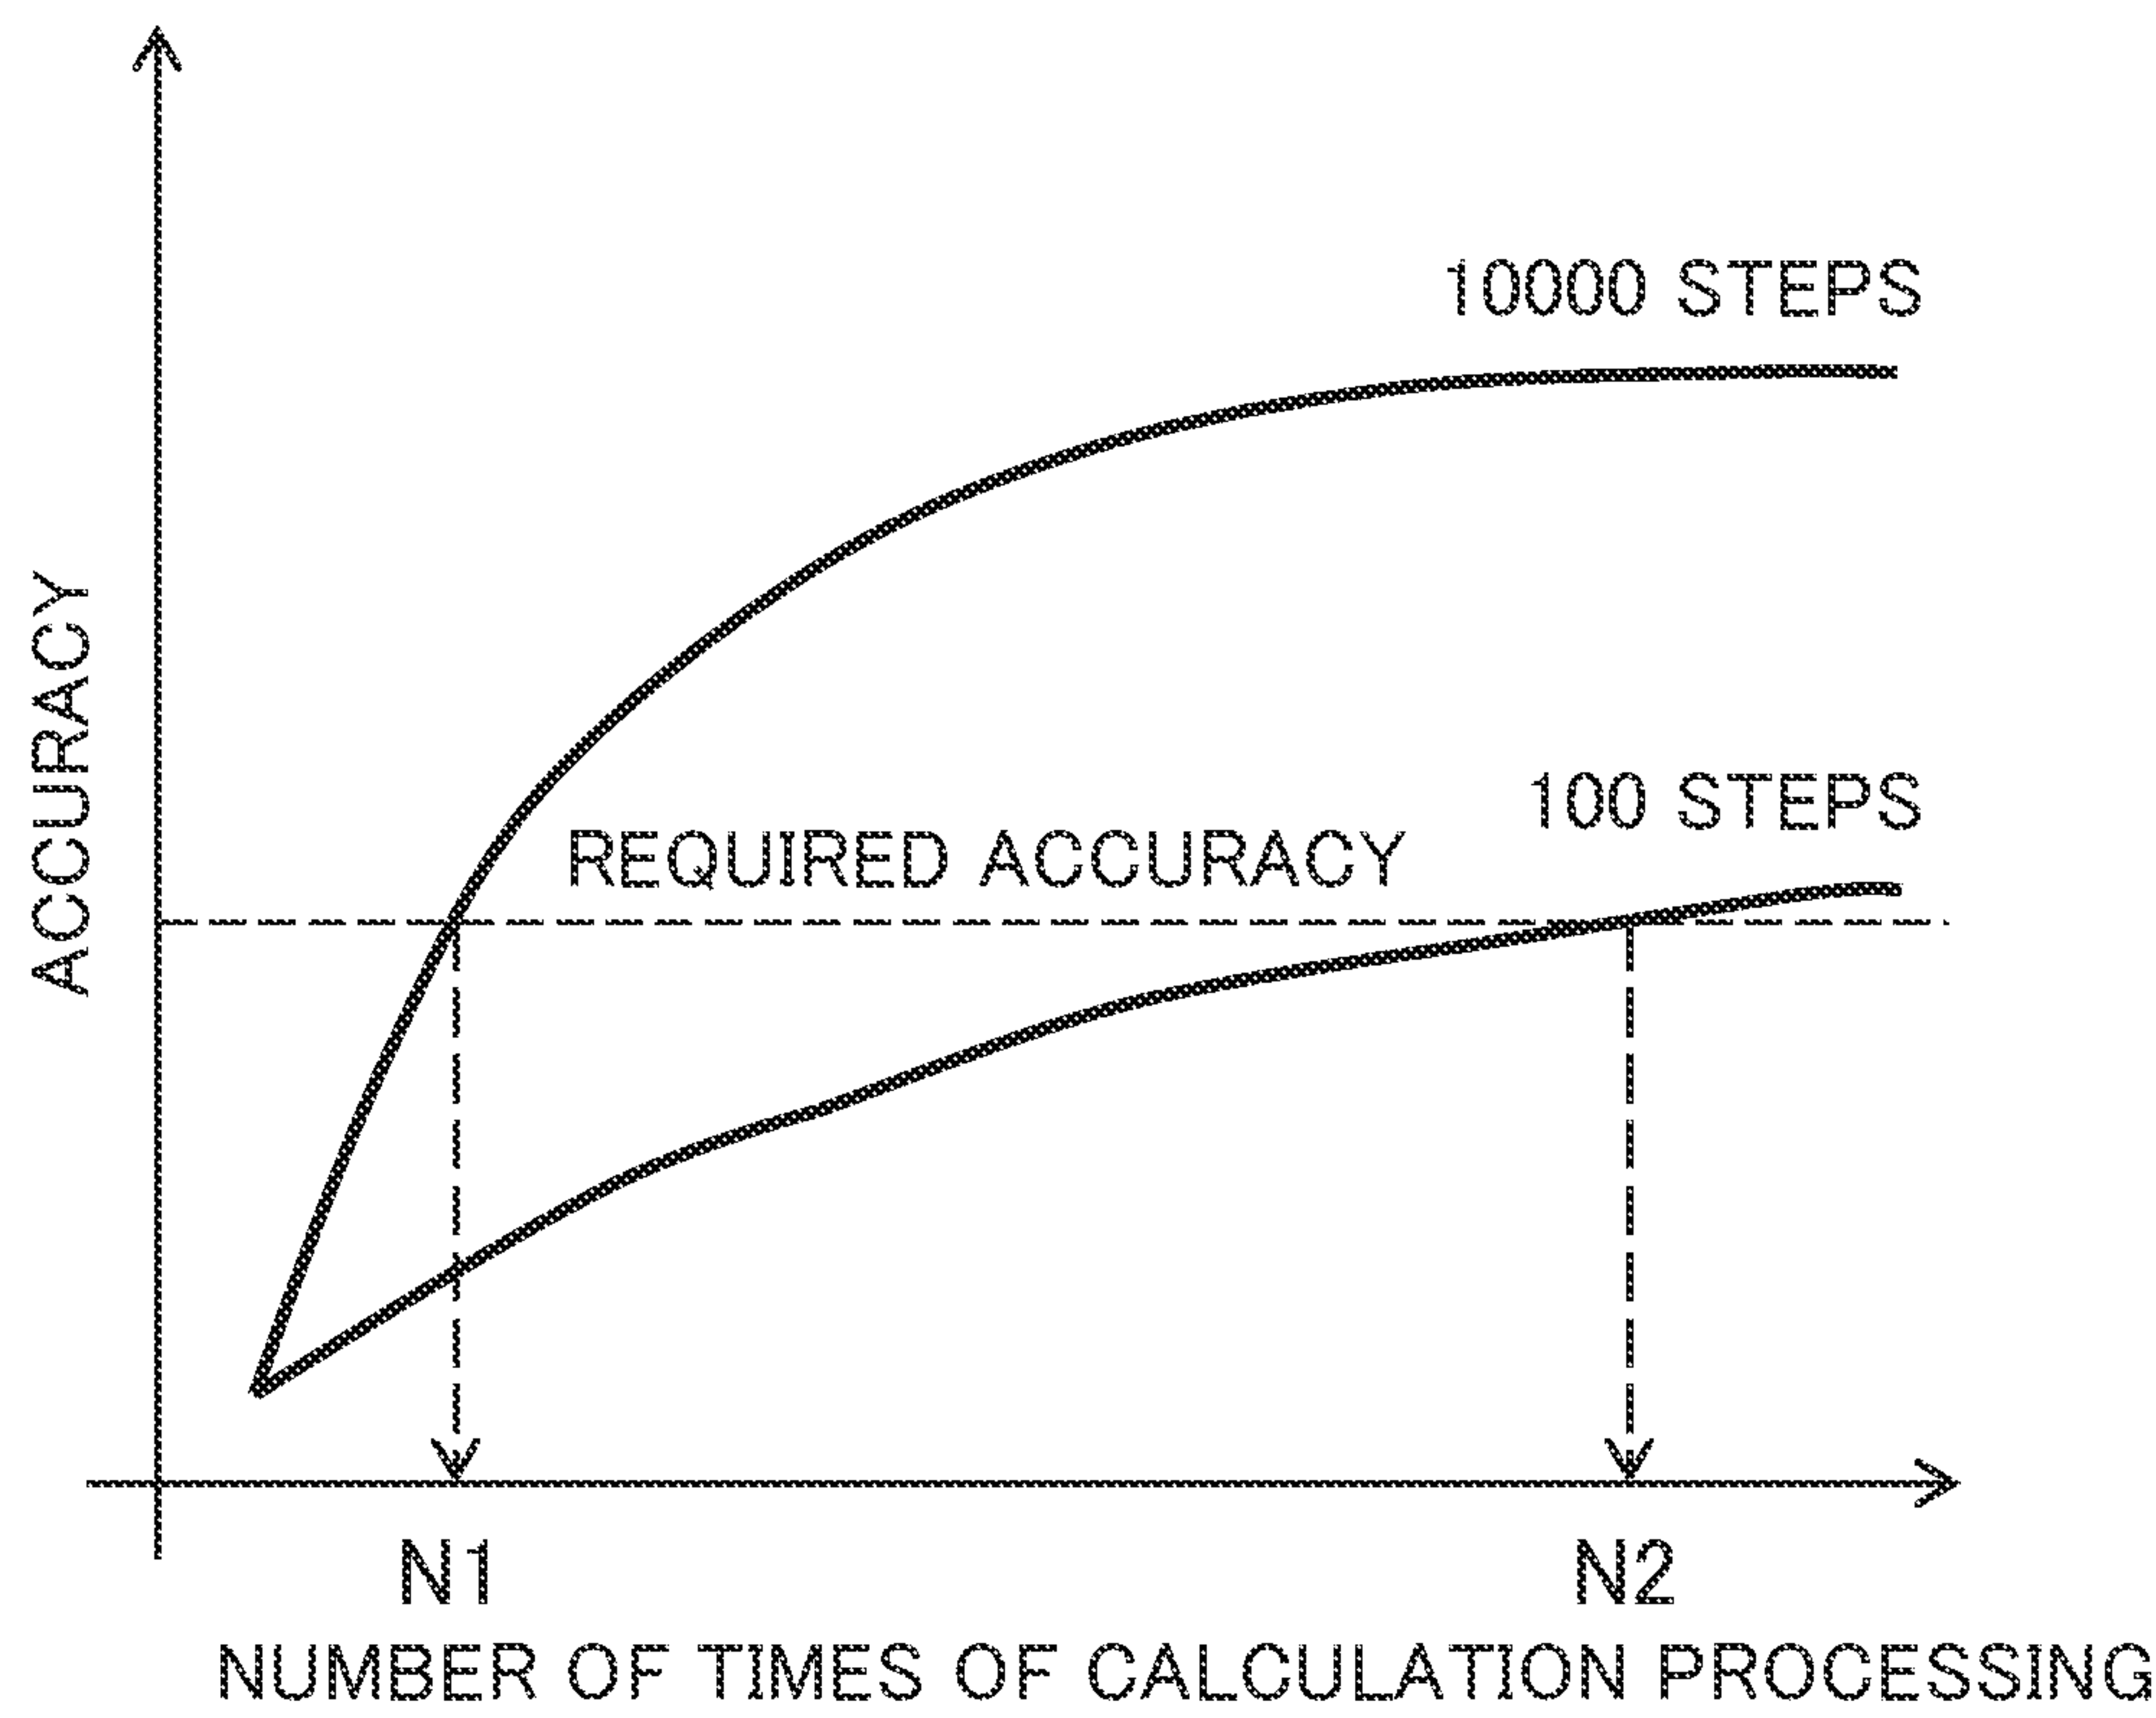 10000 STEPS
100 STEPS
REQUIRED ACCURACY
ACCURACY
N1
N2
NUMBER OF TIMES OF CALCULATION PROCESSING